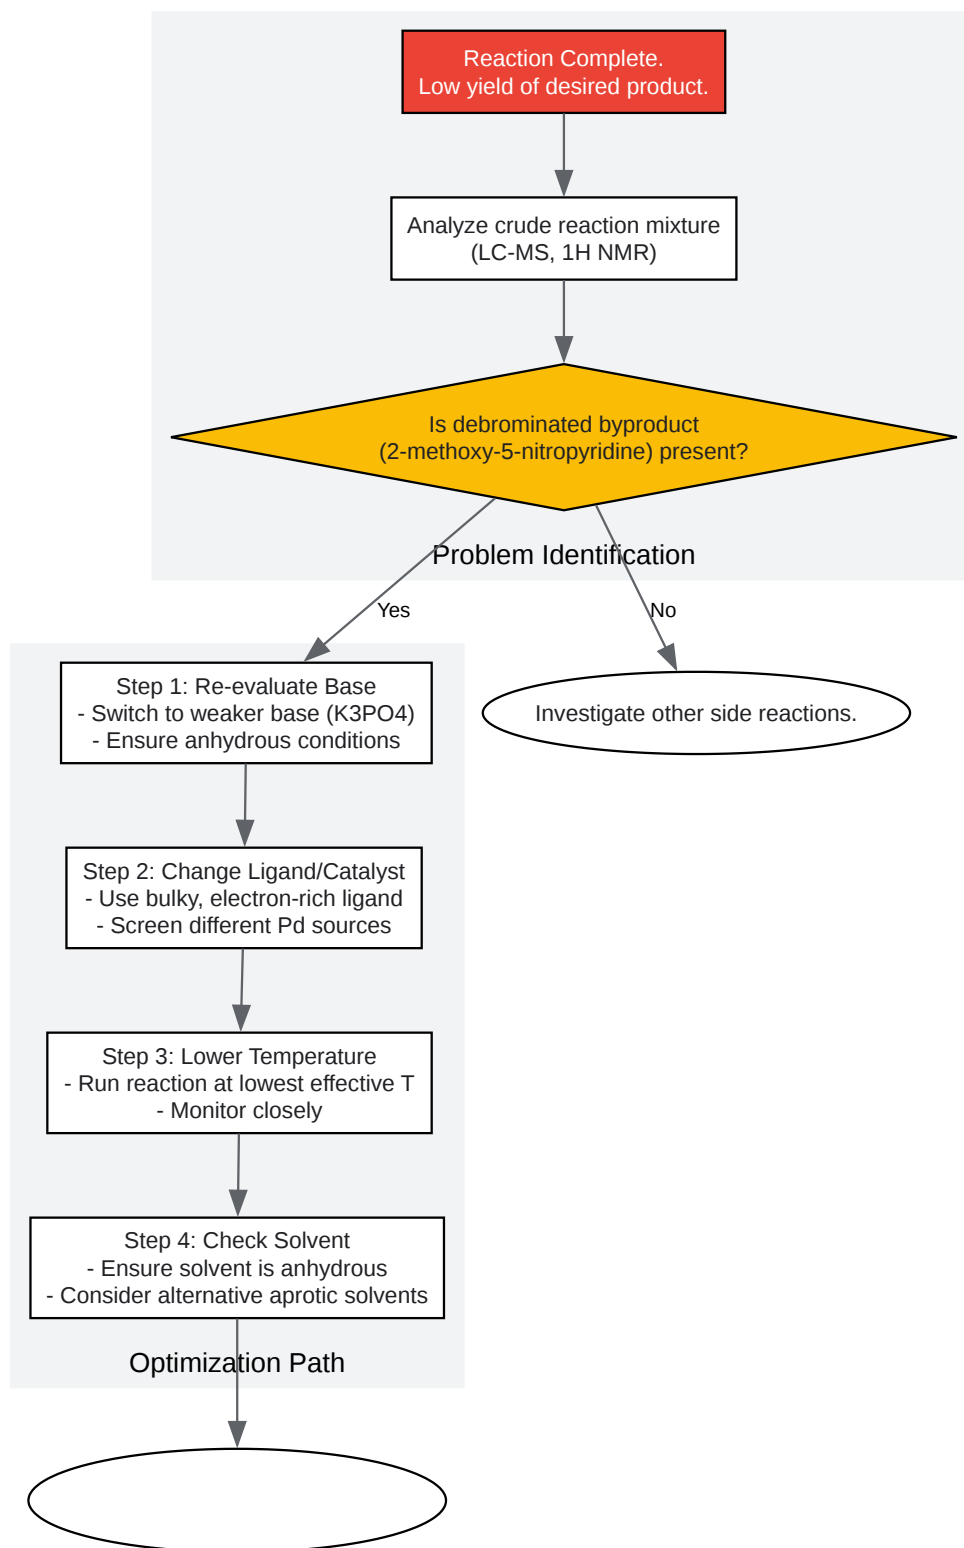 Reaction Complete.
Low yield of desired product.
Analyze crude reaction mixture
(LC-MS, 1H NMR)
Is debrominated byproduct
(2-methoxy-5-nitropyridine) present?
Problem Identification
Yes
No
Step 1: Re-evaluate Base
- Switch to weaker base (K3PO4)
- Ensure anhydrous conditions
Investigate other side reactions.
Step 2: Change Ligand/Catalyst
- Use bulky, electron-rich ligand
- Screen different Pd sources
Step 3: Lower Temperature
- Run reaction at lowest effective T
- Monitor closely
Step 4: Check Solvent
- Ensure solvent is anhydrous
- Consider alternative aprotic solvents
Optimization Path